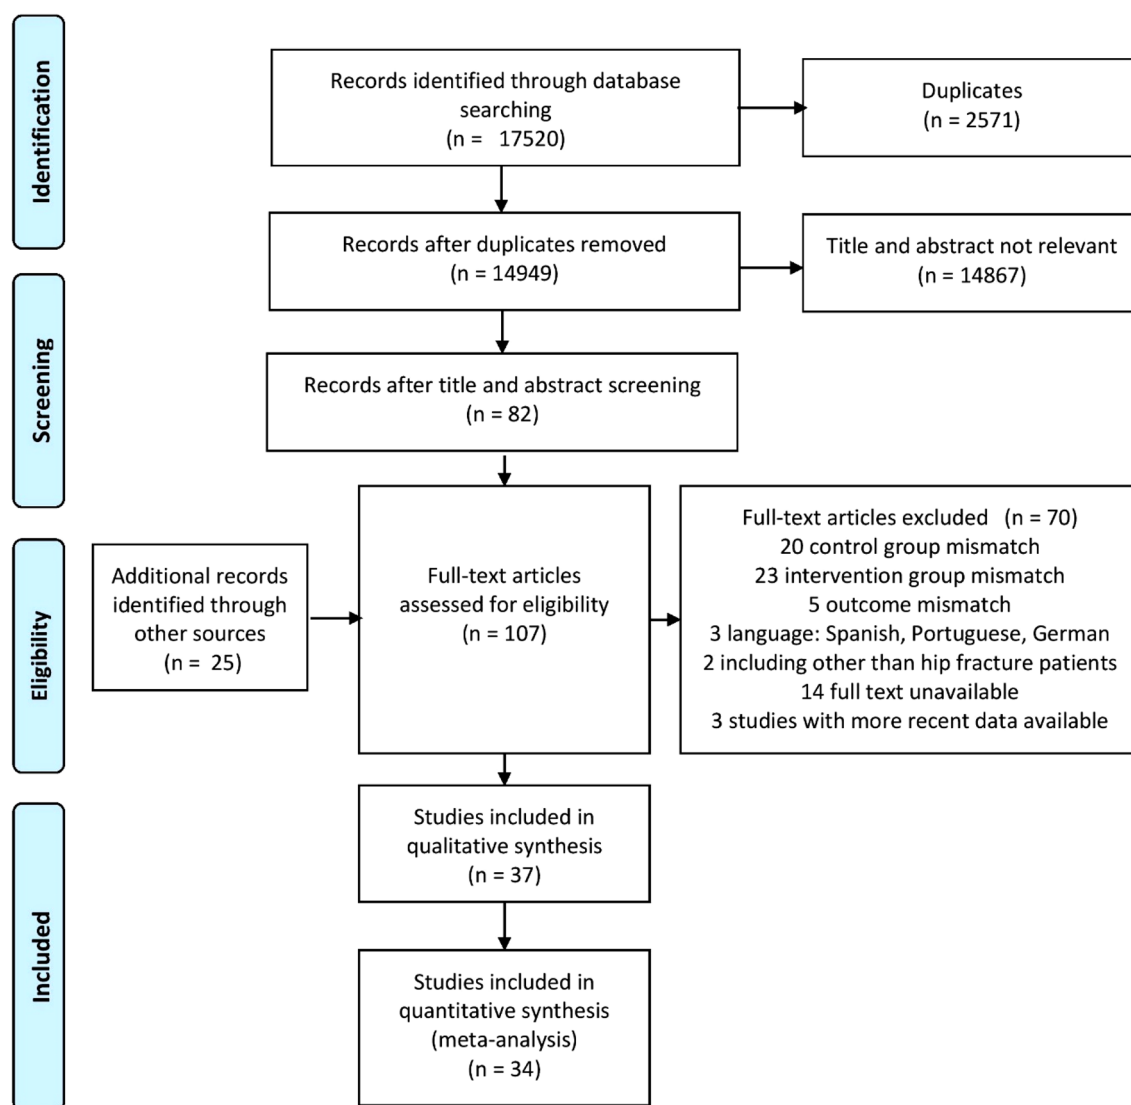 Identification
Records identified through database
searching
(n = 17520)
Duplicates
(n = 2571)
Records after duplicates removed
(n = 14949)
Title and abstract not relevant
(n = 14867)
Screening
Records after title and abstract screening
(n = 82)
Eligibility
Additional records
identified through
other sources
(n = 25)
Full-text articles
assessed for eligibility
(n = 107)
Full-text articles excluded (n = 70)
20 control group mismatch
23 intervention group mismatch
5 outcome mismatch
3 language: Spanish, Portuguese, German
2 including other than hip fracture patients
14 full text unavailable
3 studies with more recent data available
Included
Studies included in
qualitative synthesis
(n = 37)
Studies included in
quantitative synthesis
(meta-analysis)
(n = 34)